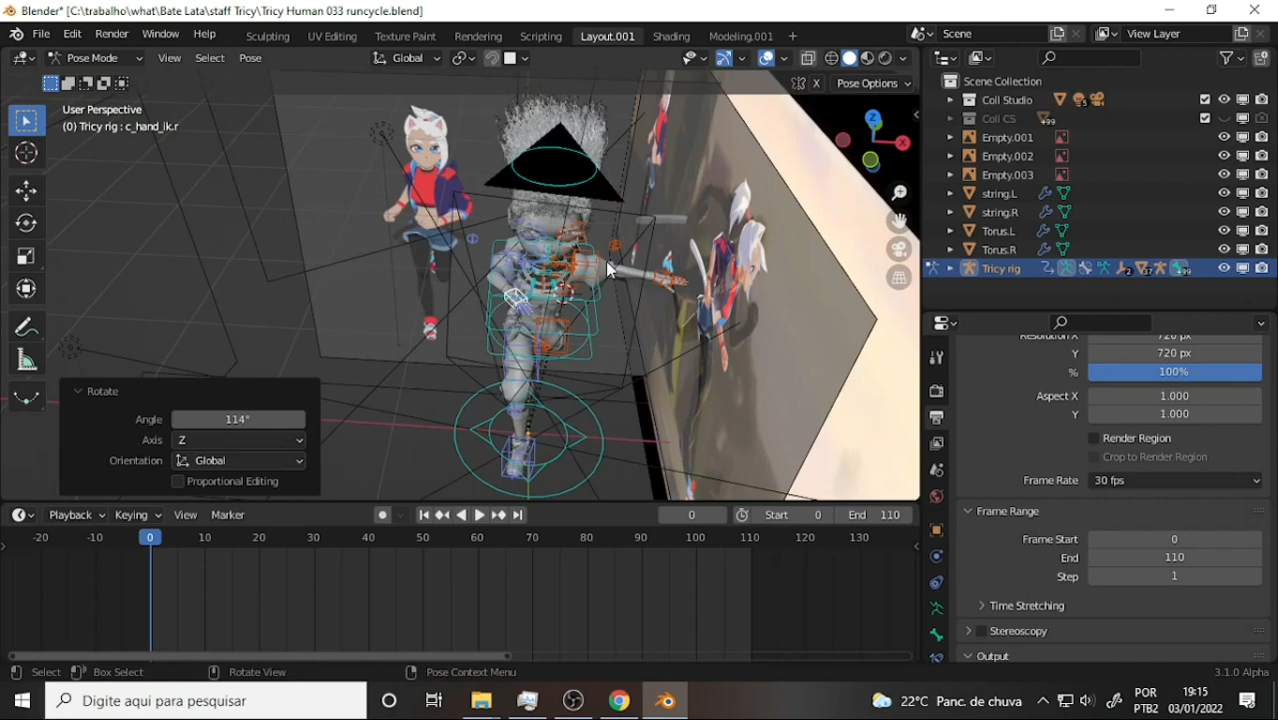 Blender* [C:\trabalho\what\Bate Lata\staff Tricy\Tricy Human 033 runcycle.blend]
File Edit Render Window Help
Sculpting UV Editing Texture Paint Rendering Scripting Layout.001 Shading Modeling.001 +
Scene View Layer
Pose Mode View Select Pose Global
X Pose Options
User Perspective
(0) Tricy rig : c_hand_ik.r
Z
X
Scene Collection
Coll Studio 5
Coll CS +99
Empty.001
Empty.002
Empty.003
string.L
string.R
Torus.L
Torus.R
Tricy rig 2 37 +99
Rotate
Angle 114°
Axis Z
Orientation Global
Proportional Editing
Resolution X 720 px
Y 720 px
% 100%
Aspect X 1.000
Y 1.000
Render Region
Crop to Render Region
Frame Rate 30 fps
Frame Range
Frame Start 0
End 110
Step 1
Time Stretching
Stereoscopy
Output
Playback Keying View Marker 0 Start 0 End 110
-20 -10 0 10 20 30 40 50 60 70 80 90 100 110 120 130
Select Box Select Rotate View Pose Context Menu 3.1.0 Alpha
Digite aqui para pesquisar
22°C Panc. de chuva
POR
PTB2
19:15
03/01/2022